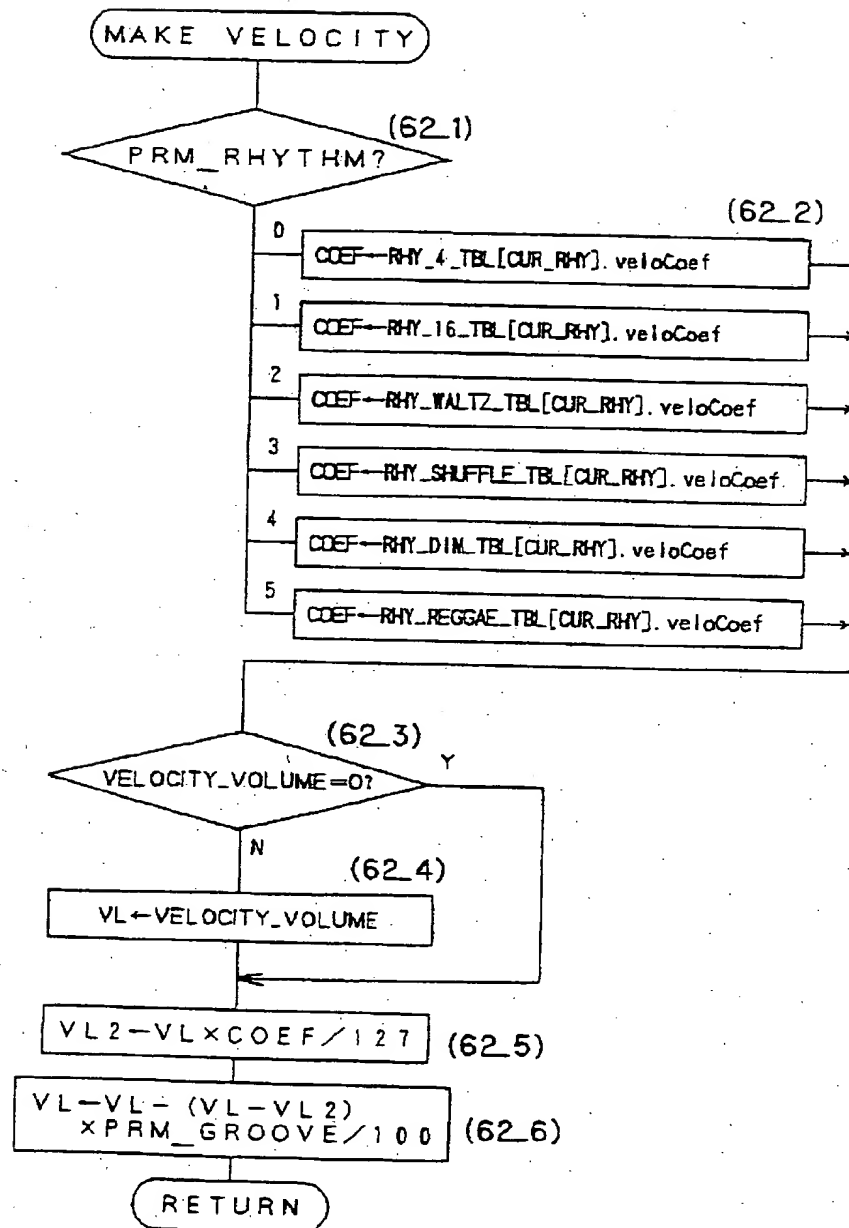 MAKE VELOCITY
(62_1)
PRM_RHYTHM?
(62_2)
0
COEF←RHY_4_TBL[CUR_RHY].veloCoef
1
COEF←RHY_16_TBL[CUR_RHY].veloCoef
2
COEF←RHY_WALTZ_TBL[CUR_RHY].veloCoef
3
COEF←RHY_SHUFFLE_TBL[CUR_RHY].veloCoef.
4
COEF←RHY_DIM_TBL[CUR_RHY].veloCoef
5
COEF←RHY_REGGAE_TBL[CUR_RHY].veloCoef
(62_3)
VELOCITY_VOLUME=0?
Y
N
(62_4)
VL←VELOCITY_VOLUME
VL2←VL×COEF/127
(62_5)
VL←VL-(VL-VL2)
×PRM_GROOVE/100
(62_6)
RETURN